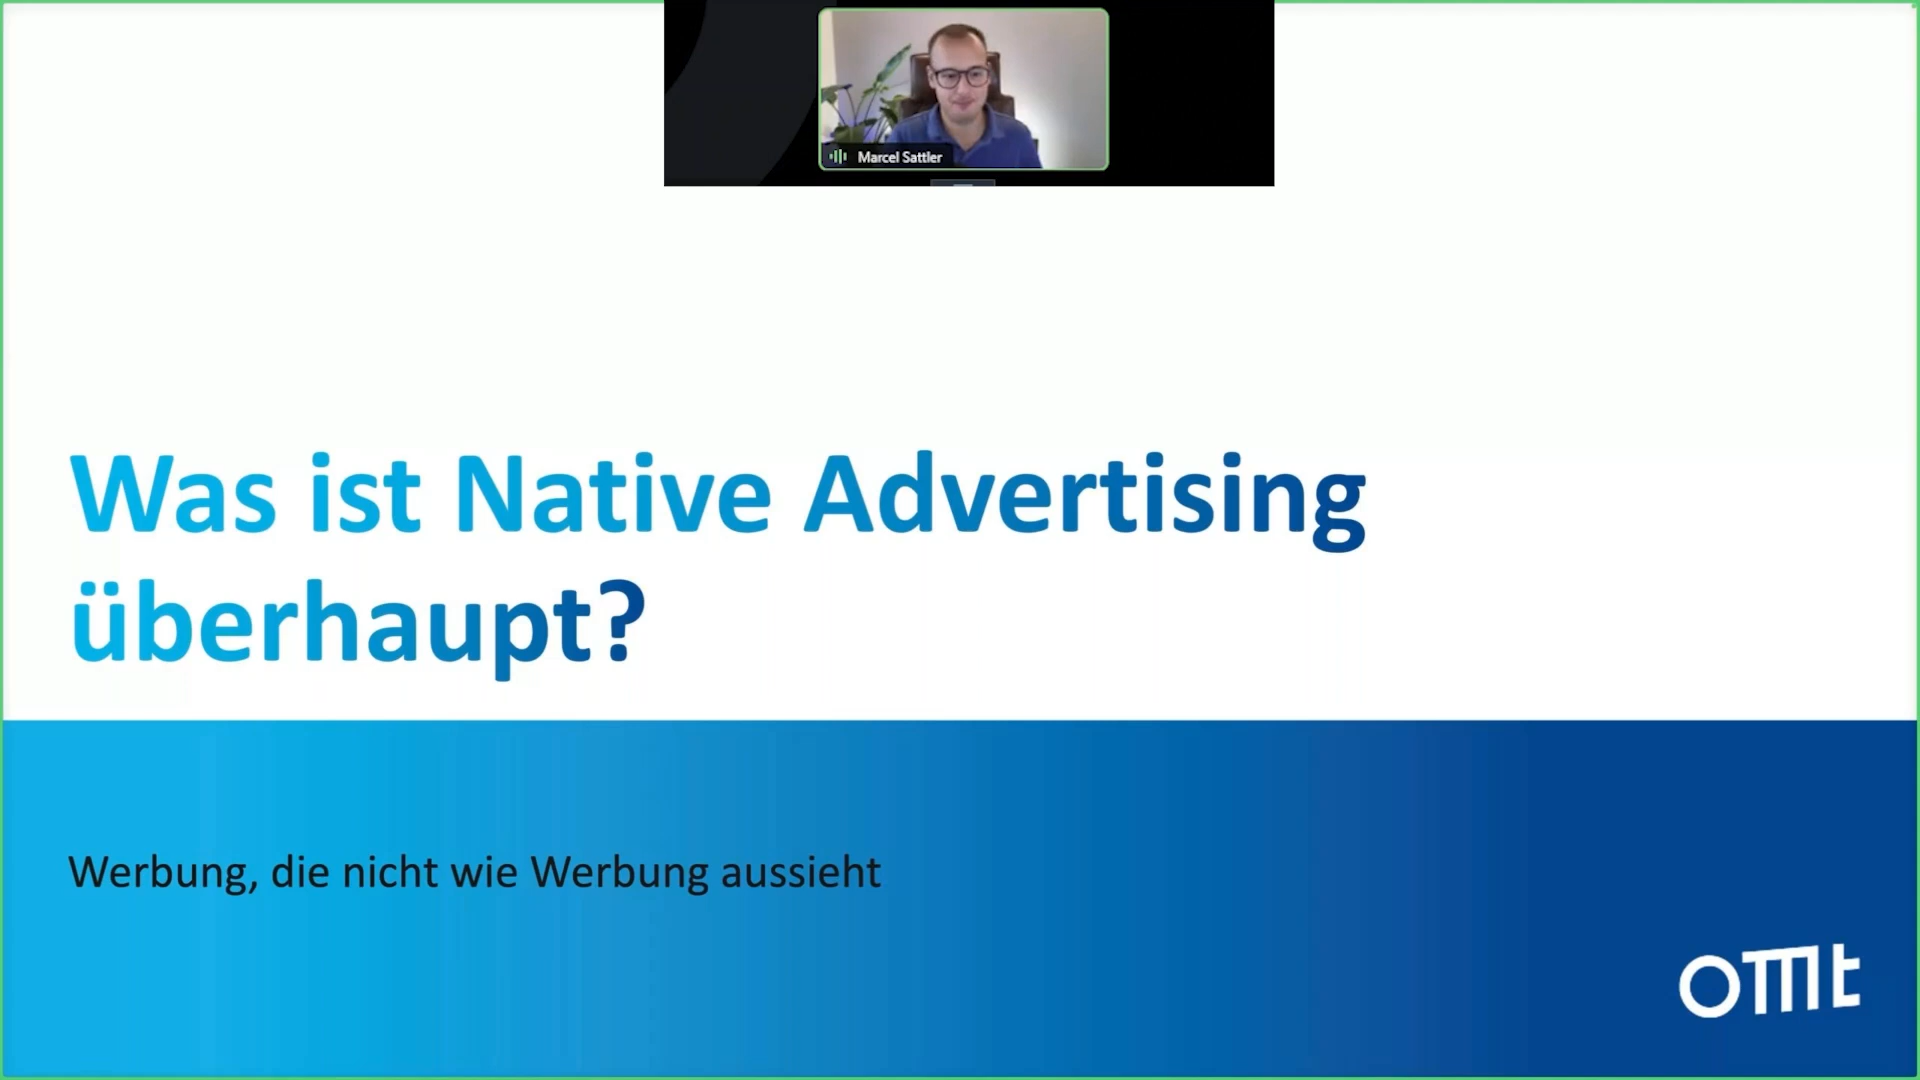 Marcel Sattler
Was ist Native Advertising
überhaupt?
Werbung, die nicht wie Werbung aussieht
omt